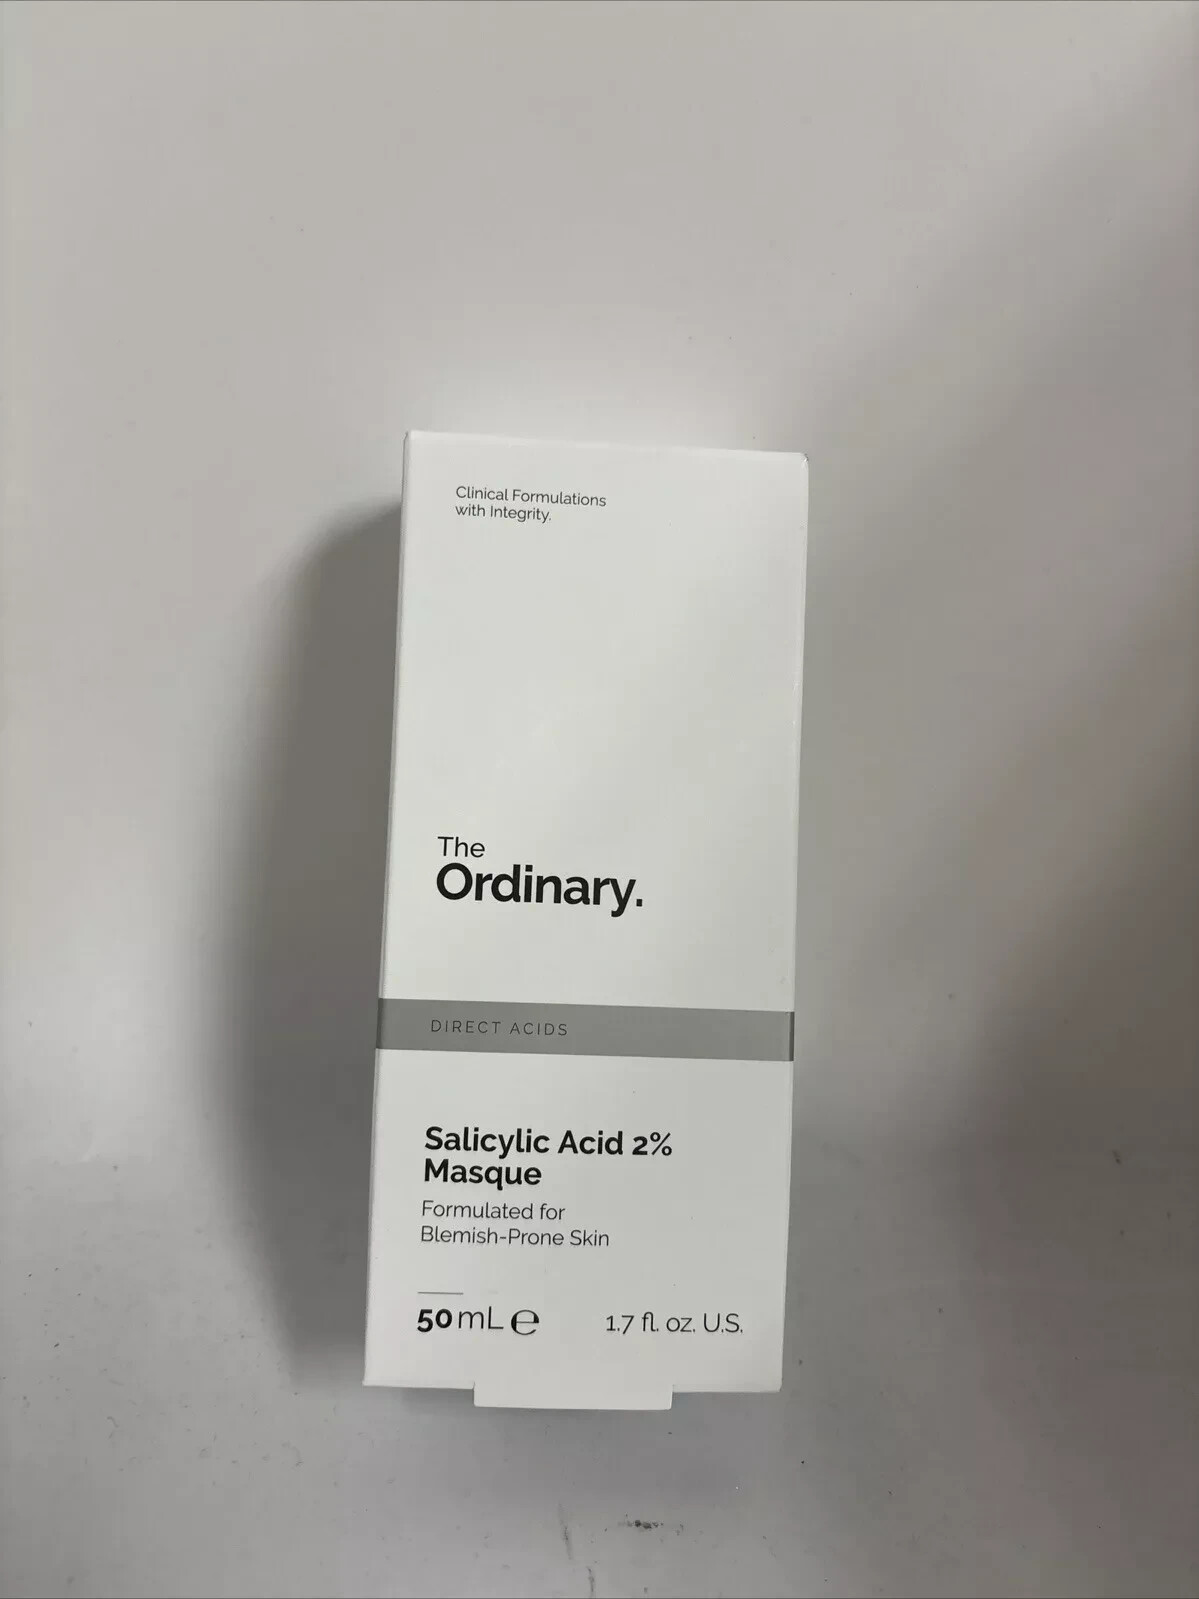 Clinical Formulations
with Integrity.
The
Ordinary.
DIRECT ACIDS
Salicylic Acid 2%
Masque
Formulated for
Blemish-Prone Skin
50 mL ℮ 1.7 fl. oz. U.S.